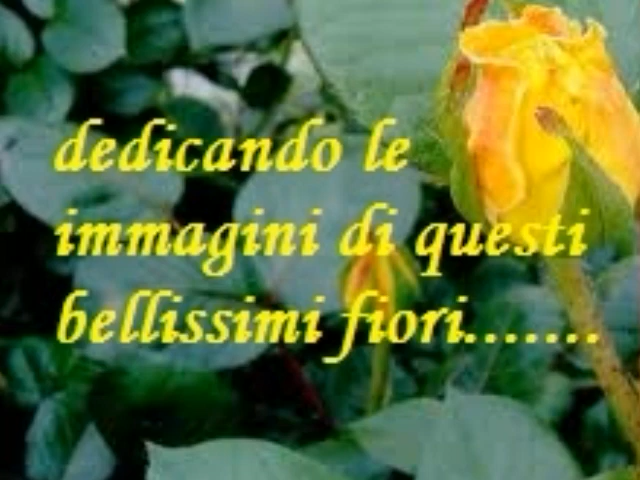 dedicando le
immagini di questi
bellissimi fiori.......